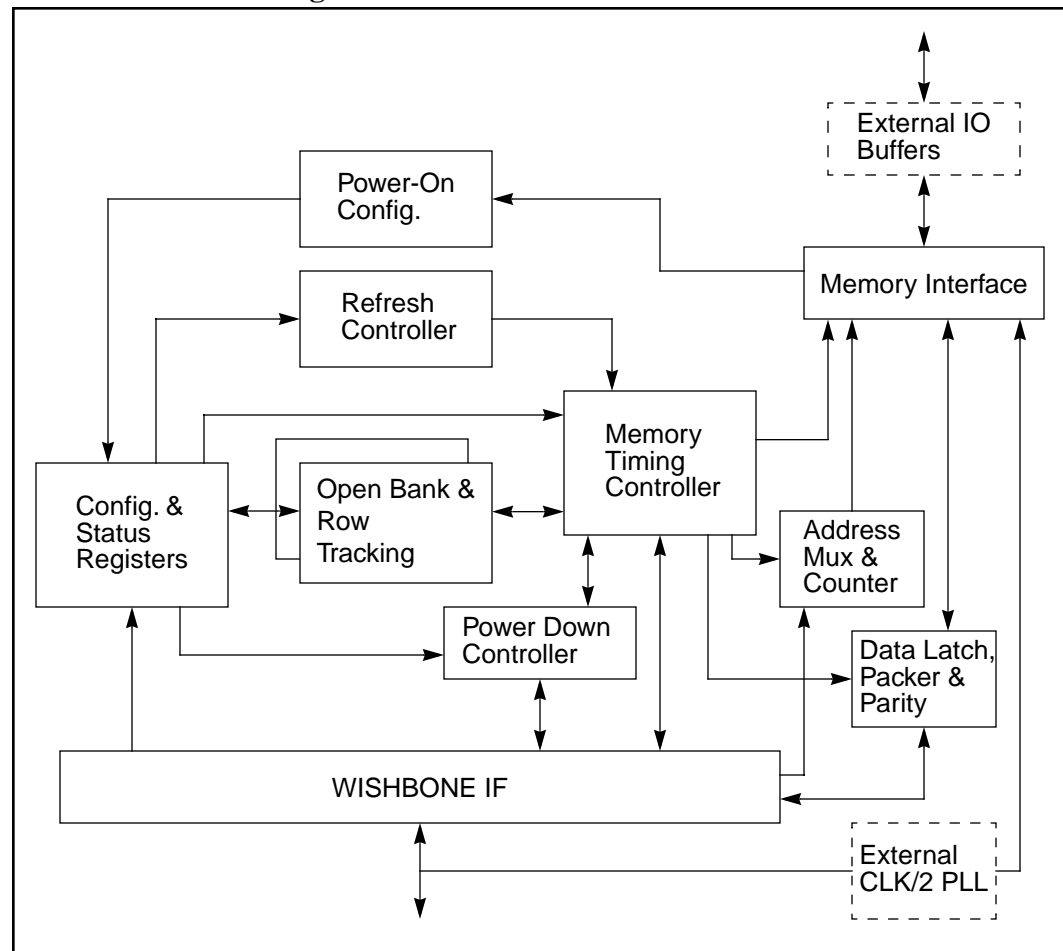 External IO
Buffers
Power-On
Config.
Memory Interface
Refresh
Controller
Memory
Timing
Controller
Config. &
Status
Registers
Open Bank &
Row
Tracking
Address
Mux &
Counter
Power Down
Controller
Data Latch,
Packer &
Parity
WISHBONE IF
External
CLK/2 PLL